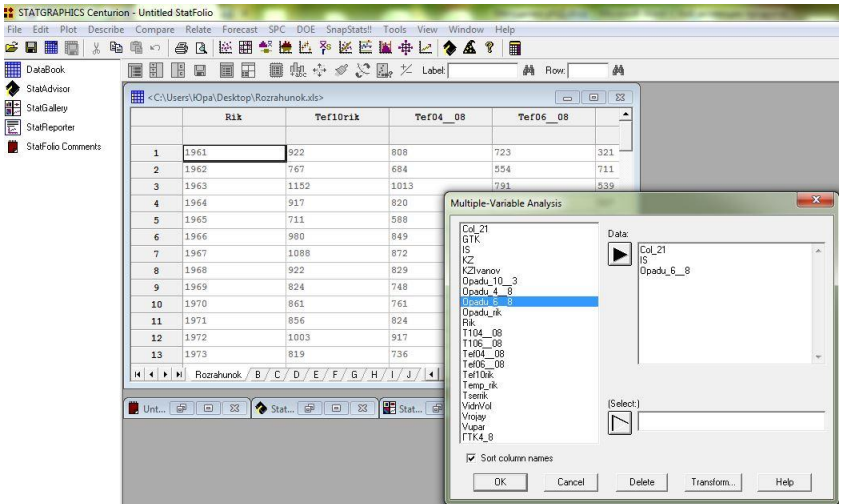 STATGRAPHICS Centurion - Untitled StatFolio
File Edit Plot Describe Compare Relate Forecast SPC DOE SnapStats!! Tools View Window Help
Label: Row:
DataBook
StatAdvisor
StatGallery
StatReporter
StatFolio Comments
<C:\Users\Юра\Desktop\Rozrahunok.xls>
Rik Tef10rik Tef04__08 Tef06__08
1 1961 922 808 723 321
2 1962 767 684 554 711
3 1963 1152 1013 791 539
4 1964 917 820
5 1965 711 588
6 1966 980 849
7 1967 1088 872
8 1968 922 829
9 1969 824 748
10 1970 861 761
11 1971 856 824
12 1972 1003 917
13 1973 819 736
Rozrahunok B C D E F G H I J
Unt... Stat... Stat...
Multiple-Variable Analysis
Col_21
GTK
IS
KZ
KZIvanov
Opadu_10__3
Opadu_4__8
Opadu_6__8
Opadu_rik
Rik
T104__08
T106__08
Tef04__08
Tef06__08
Tef10rik
Temp_rik
Tserrik
VidnVol
Vrojay
Vupar
ГТК4_8
Data:
Col_21
IS
Opadu_6__8
(Select:)
Sort column names
OK Cancel Delete Transform... Help